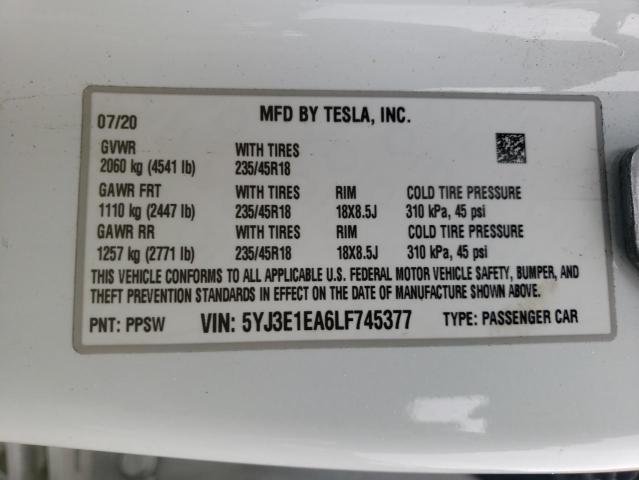 07/20 MFD BY TESLA, INC.
GVWR WITH TIRES
2060 kg (4541 lb) 235/45R18
GAWR FRT WITH TIRES RIM COLD TIRE PRESSURE
1110 kg (2447 lb) 235/45R18 18X8.5J 310 kPa, 45 psi
GAWR RR WITH TIRES RIM COLD TIRE PRESSURE
1257 kg (2771 lb) 235/45R18 18X8.5J 310 kPa, 45 psi
THIS VEHICLE CONFORMS TO ALL APPLICABLE U.S. FEDERAL MOTOR VEHICLE SAFETY, BUMPER, AND
THEFT PREVENTION STANDARDS IN EFFECT ON THE DATE OF MANUFACTURE SHOWN ABOVE.
PNT: PPSW VIN: 5YJ3E1EA6LF745377 TYPE: PASSENGER CAR